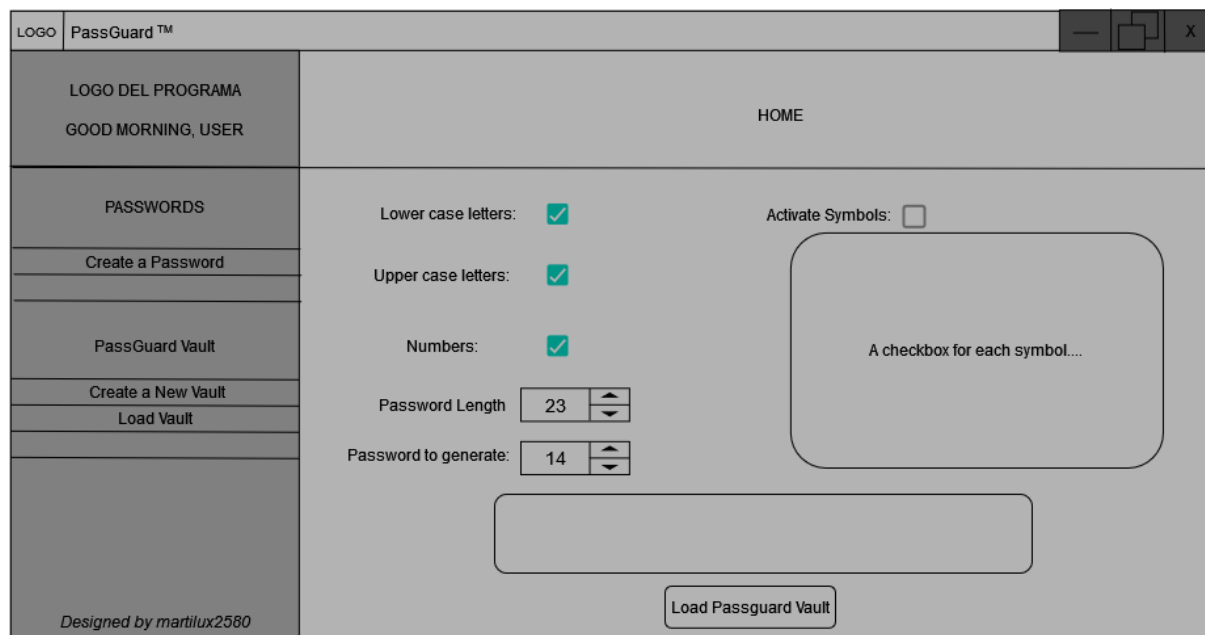 LOGO
PassGuard TM
X
LOGO DEL PROGRAMA
GOOD MORNING, USER
HOME
PASSWORDS
Create a Password
PassGuard Vault
Create a New Vault
Load Vault
Designed by martilux2580
Lower case letters:
Upper case letters:
Numbers:
Password Length
23
Password to generate:
14
Activate Symbols:
A checkbox for each symbol....
Load Passguard Vault